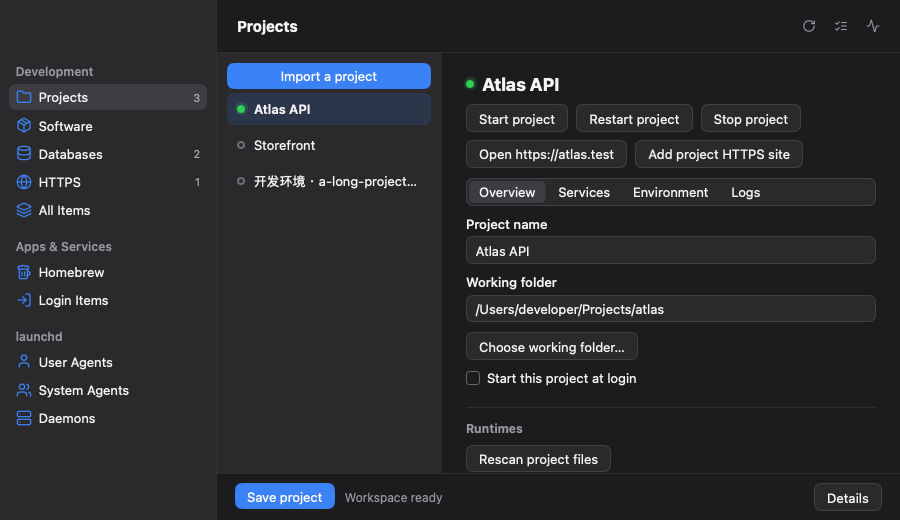 Projects
Development
Projects 3
Software
Databases 2
HTTPS 1
All Items
Apps & Services
Homebrew
Login Items
launchd
User Agents
System Agents
Daemons
Import a project
Atlas API
Storefront
开发环境 · a-long-project...
Atlas API
Start project Restart project Stop project
Open https://atlas.test Add project HTTPS site
Overview Services Environment Logs
Project name
Atlas API
Working folder
/Users/developer/Projects/atlas
Choose working folder...
Start this project at login
Runtimes
Rescan project files
Save project Workspace ready Details